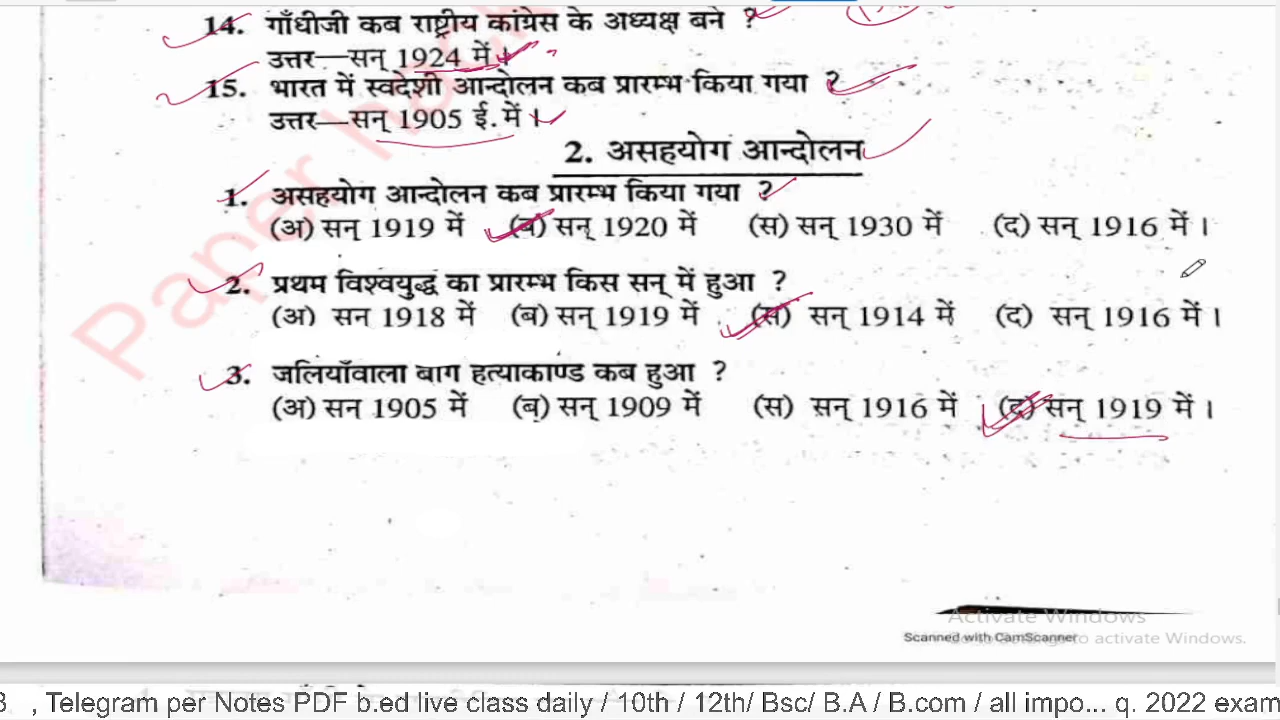 14. गाँधीजी कब राष्ट्रीय कांग्रेस के अध्यक्ष बने ?
उत्तर—सन् 1924 में।
15. भारत में स्वदेशी आन्दोलन कब प्रारम्भ किया गया ?
उत्तर—सन् 1905 ई. में।
2. असहयोग आन्दोलन
1. असहयोग आन्दोलन कब प्रारम्भ किया गया ?
(अ) सन् 1919 में (ब) सन् 1920 में (स) सन् 1930 में (द) सन् 1916 में।
2. प्रथम विश्वयुद्ध का प्रारम्भ किस सन् में हुआ ?
(अ) सन 1918 में (ब) सन् 1919 में (स) सन् 1914 में (द) सन् 1916 में।
3. जलियाँवाला बाग हत्याकाण्ड कब हुआ ?
(अ) सन 1905 में (ब) सन् 1909 में (स) सन् 1916 में (द) सन् 1919 में।
Paper
Activate Windows
Scanned with CamScanner to activate Windows.
, Telegram per Notes PDF b.ed live class daily / 10th / 12th/ Bsc/ B.A / B.com / all impo... q. 2022 exam